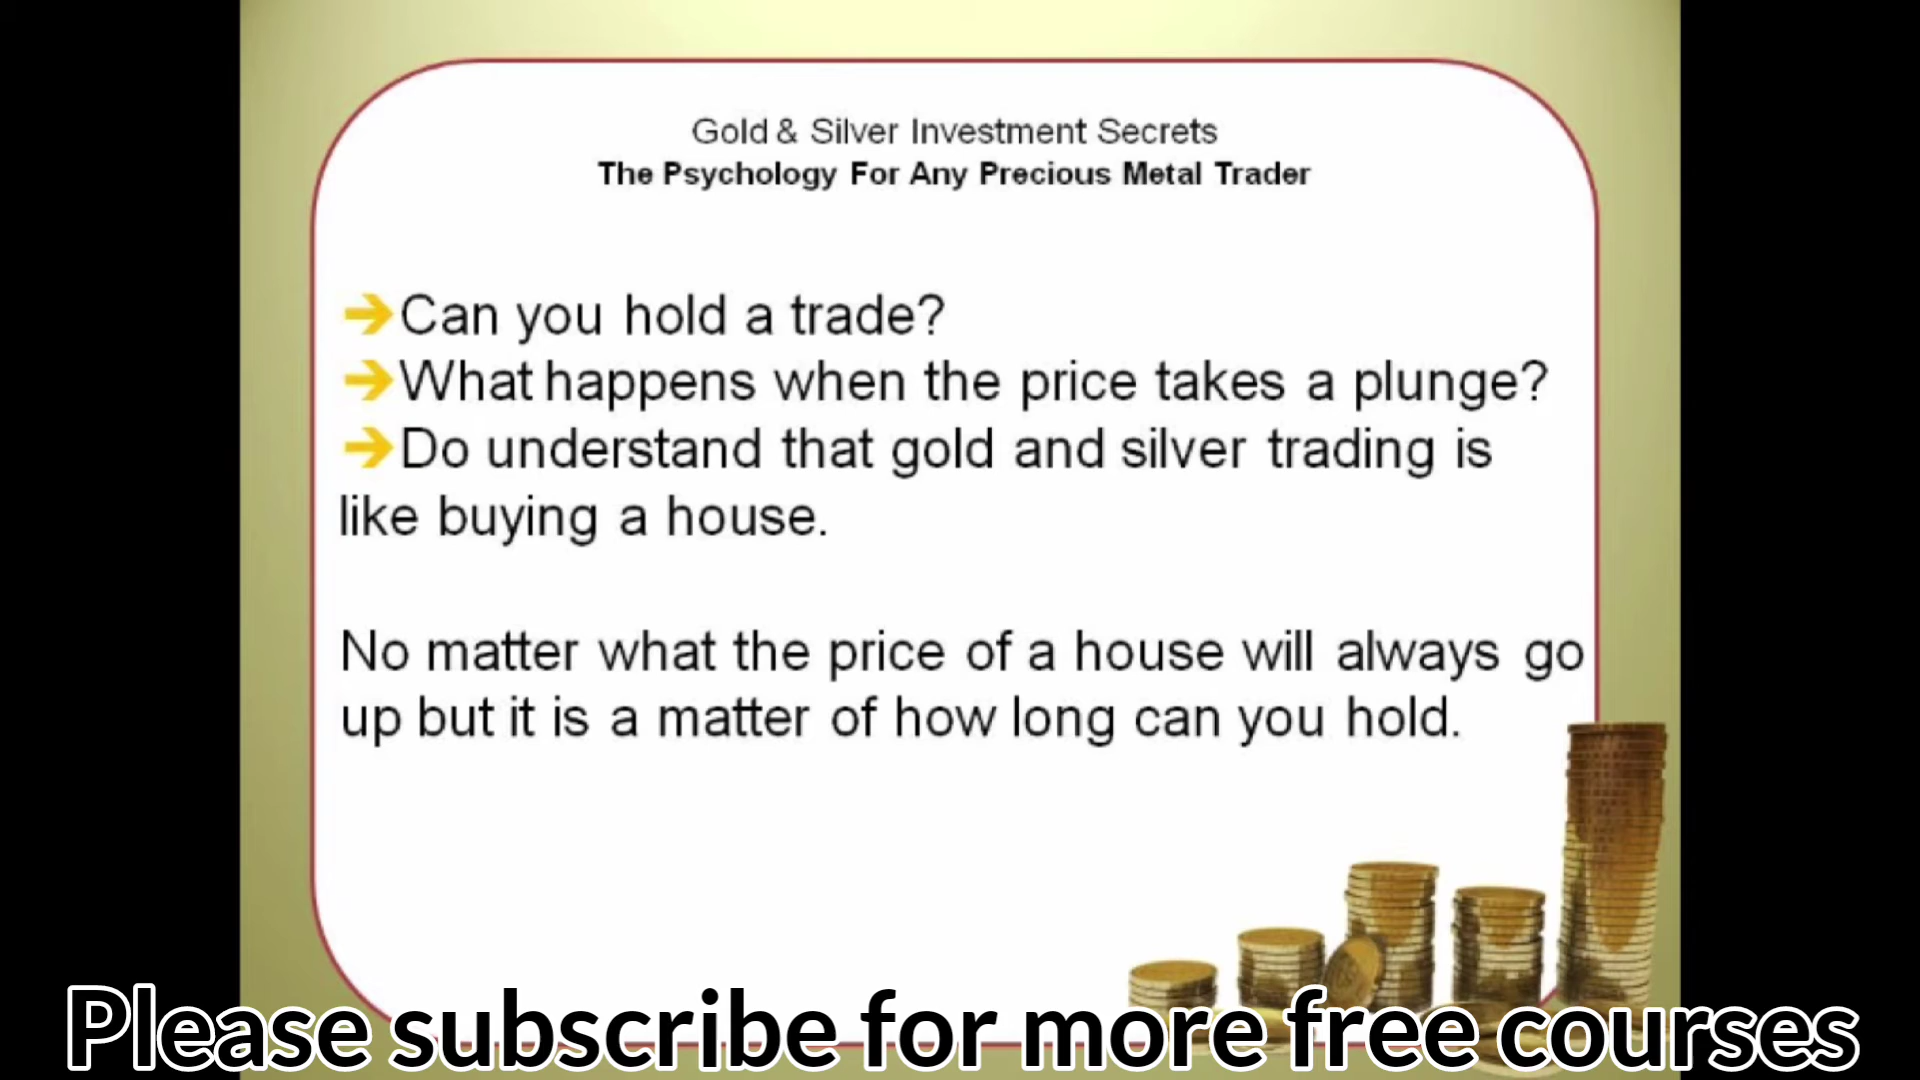 Gold & Silver Investment Secrets
The Psychology For Any Precious Metal Trader
➔Can you hold a trade?
➔What happens when the price takes a plunge?
➔Do understand that gold and silver trading is
like buying a house.
No matter what the price of a house will always go
up but it is a matter of how long can you hold.
Please subscribe for more free courses